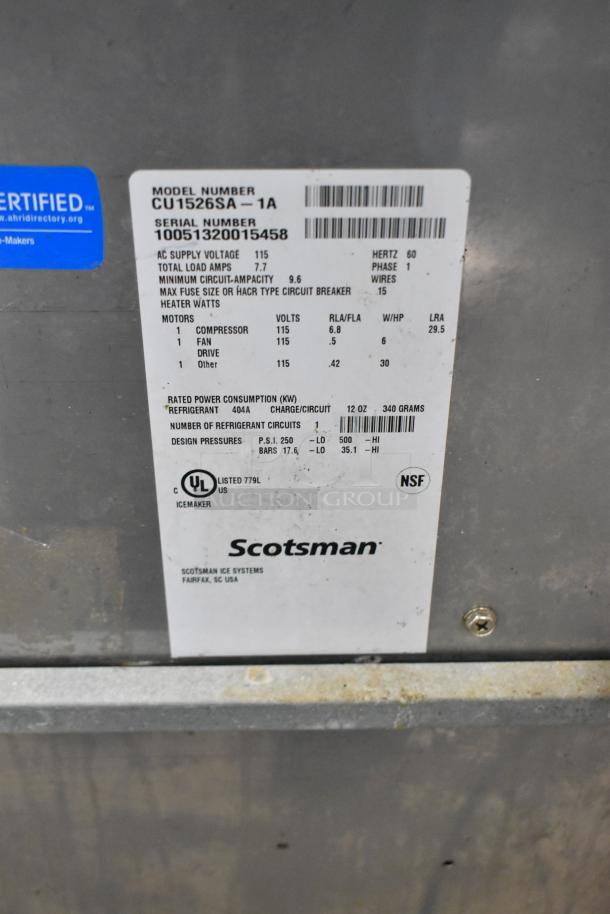 ERTIFIED™
w.ahridirectory.org
e-Makers
MODEL NUMBER
CU1526SA – 1A
SERIAL NUMBER
10051320015458
AC SUPPLY VOLTAGE 115 HERTZ 60
TOTAL LOAD AMPS 7.7 PHASE 1
MINIMUM CIRCUIT-AMPACITY 9.6 WIRES
MAX FUSE SIZE OR HACR TYPE CIRCUIT BREAKER 15
HEATER WATTS
MOTORS VOLTS RLA/FLA W/HP LRA
1 COMPRESSOR 115 6.8 29.5
1 FAN 115 .5 6
DRIVE
1 Other 115 .42 30
RATED POWER CONSUMPTION (KW)
REFRIGERANT 404A CHARGE/CIRCUIT 12 OZ 340 GRAMS
NUMBER OF REFRIGERANT CIRCUITS 1
DESIGN PRESSURES P.S.I. 250 –LO 500 –HI
BARS 17.6 –LO 35.1 –HI
C UL US LISTED 779L
ICEMAKER
NSF
AUCTION GROUP
Scotsman
SCOTSMAN ICE SYSTEMS
FAIRFAX, SC USA